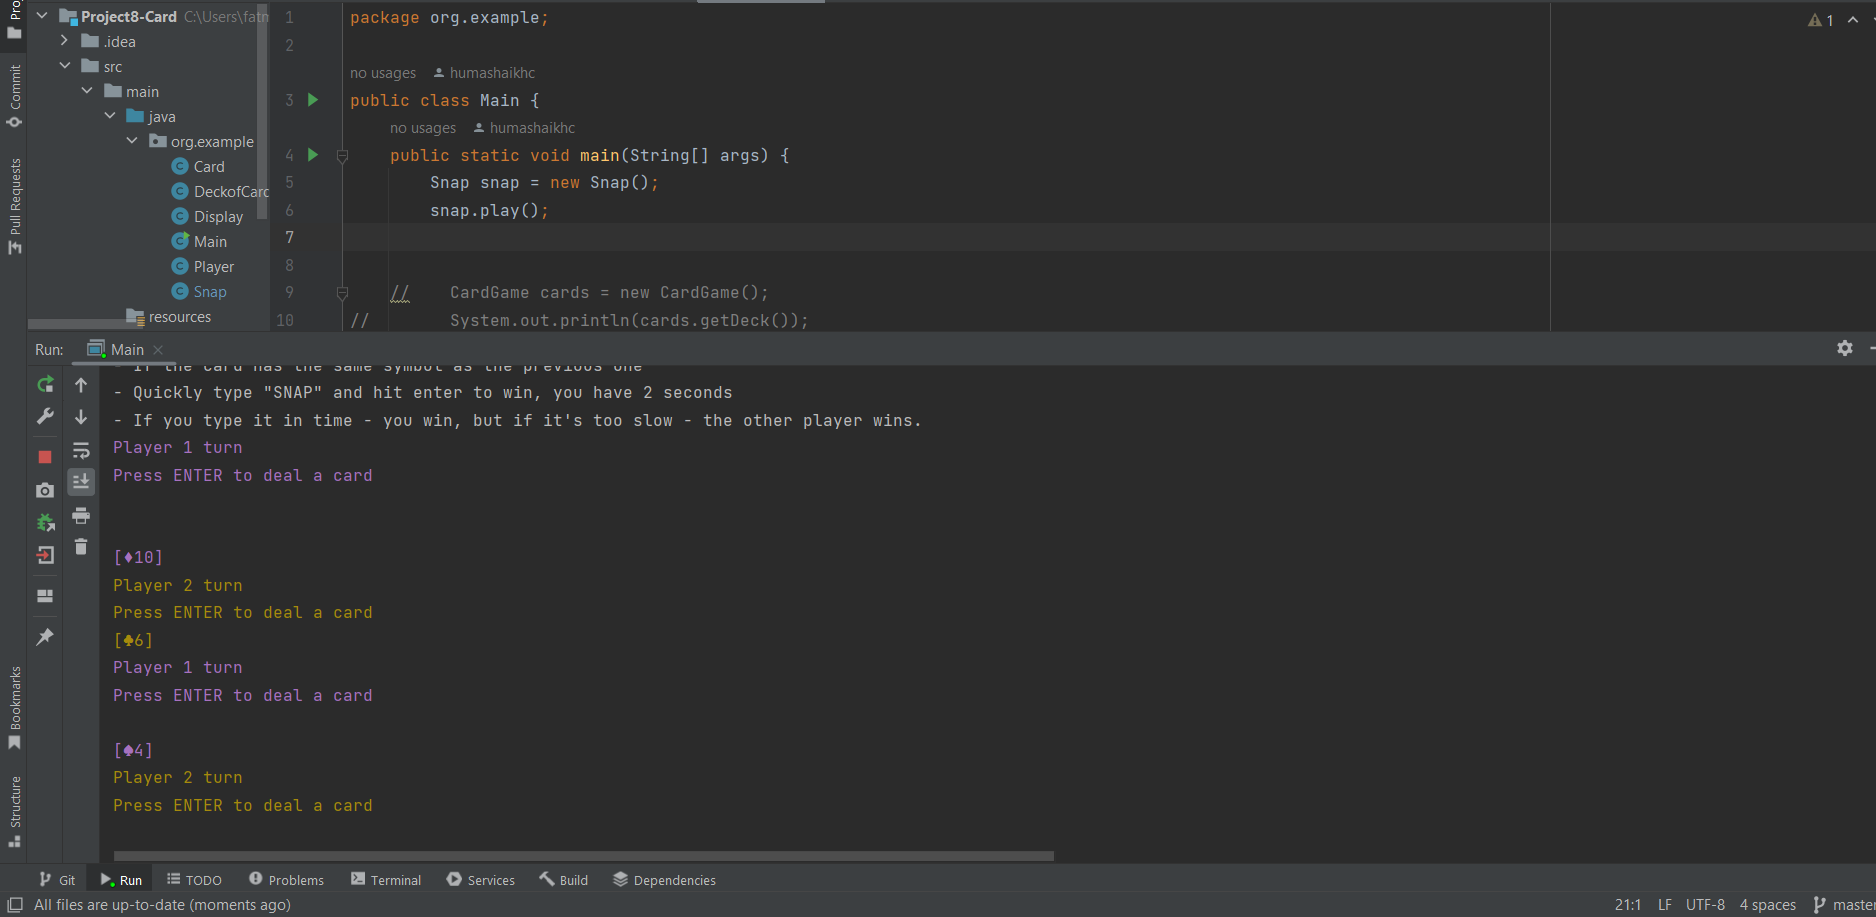 Pro
Commit
Pull Requests
Bookmarks
Structure
Project8-Card C:\Users\fatm
.idea
src
main
java
org.example
Card
DeckofCard
Display
Main
Player
Snap
resources
1 package org.example;
2
no usages humashaikhc
3 public class Main {
no usages humashaikhc
4 public static void main(String[] args) {
5 Snap snap = new Snap();
6 snap.play();
7
8
9 // CardGame cards = new CardGame();
10 // System.out.println(cards.getDeck());
1
Run: Main
- If the card has the same symbol as the previous one
- Quickly type "SNAP" and hit enter to win, you have 2 seconds
- If you type it in time - you win, but if it's too slow - the other player wins.
Player 1 turn
Press ENTER to deal a card
[♦10]
Player 2 turn
Press ENTER to deal a card
[♣6]
Player 1 turn
Press ENTER to deal a card
[♠4]
Player 2 turn
Press ENTER to deal a card
Git Run TODO Problems Terminal Services Build Dependencies
All files are up-to-date (moments ago) 21:1 LF UTF-8 4 spaces master